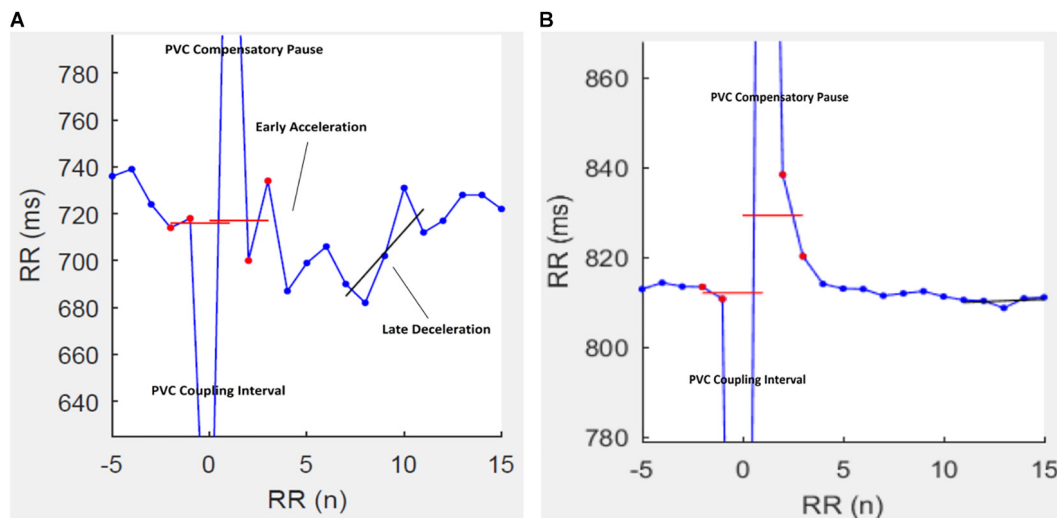 A
PVC Compensatory Pause
780
760
Early Acceleration
740
720
RR (ms)
700
680
Late Deceleration
660
640
PVC Coupling Interval
-5 0 5 10 15
RR (n)
B
860
PVC Compensatory Pause
840
RR (ms)
820
800
PVC Coupling Interval
780
-5 0 5 10 15
RR (n)